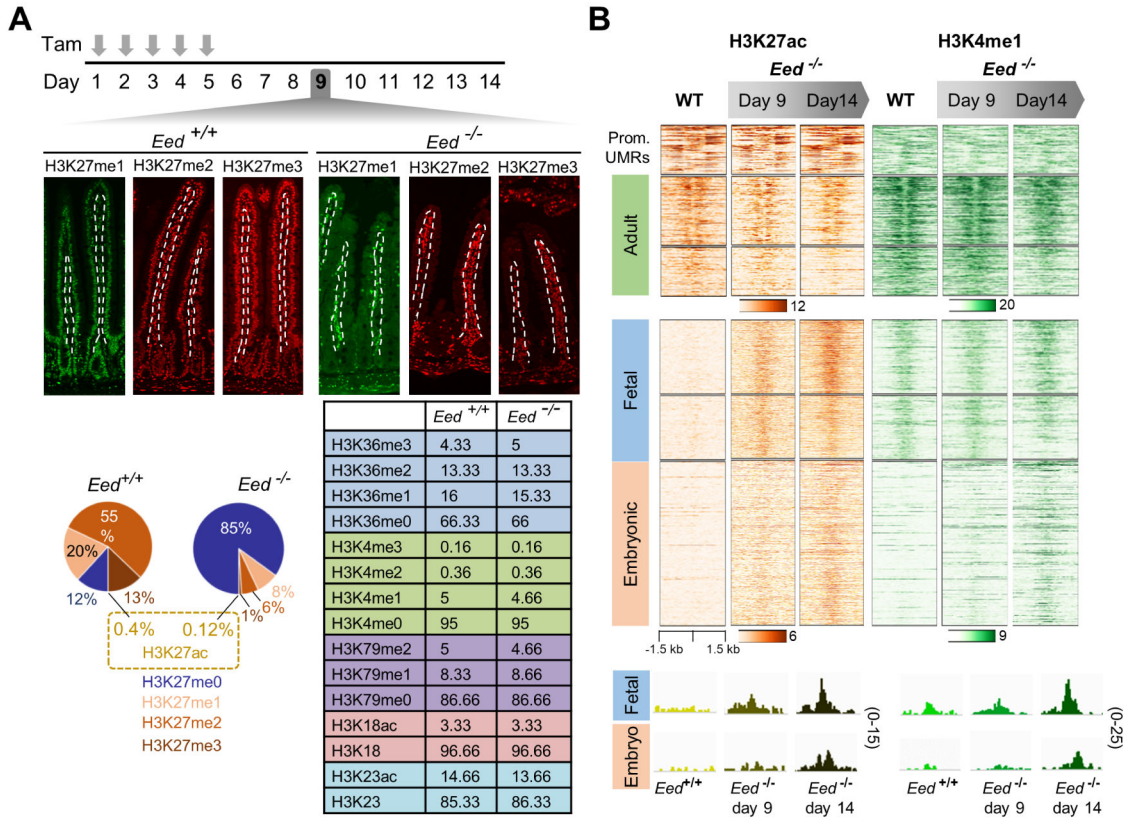 A
Tam
Day 1 2 3 4 5 6 7 8 9 10 11 12 13 14
Eed +/+
Eed -/-
H3K27me1 H3K27me2 H3K27me3 H3K27me1 H3K27me2 H3K27me3
Eed+/+
Eed -/-
55
%
20%
12%
13%
85%
8%
6%
1%
0.4% 0.12%
H3K27ac
H3K27me0
H3K27me1
H3K27me2
H3K27me3
Eed +/+ Eed -/-
H3K36me3 4.33 5
H3K36me2 13.33 13.33
H3K36me1 16 15.33
H3K36me0 66.33 66
H3K4me3 0.16 0.16
H3K4me2 0.36 0.36
H3K4me1 5 4.66
H3K4me0 95 95
H3K79me2 5 4.66
H3K79me1 8.33 8.66
H3K79me0 86.66 86.66
H3K18ac 3.33 3.33
H3K18 96.66 96.66
H3K23ac 14.66 13.66
H3K23 85.33 86.33
B
H3K27ac H3K4me1
Eed -/- Eed -/-
WT Day 9 Day14 WT Day 9 Day14
Prom.
UMRs
Adult
12 20
Fetal
Embryonic
6 9
-1.5 kb 1.5 kb
Fetal
(0-15)
(0-25)
Embryo
Eed+/+ Eed -/- Eed -/- Eed +/+ Eed -/- Eed -/-
day 9 day 14 day 9 day 14